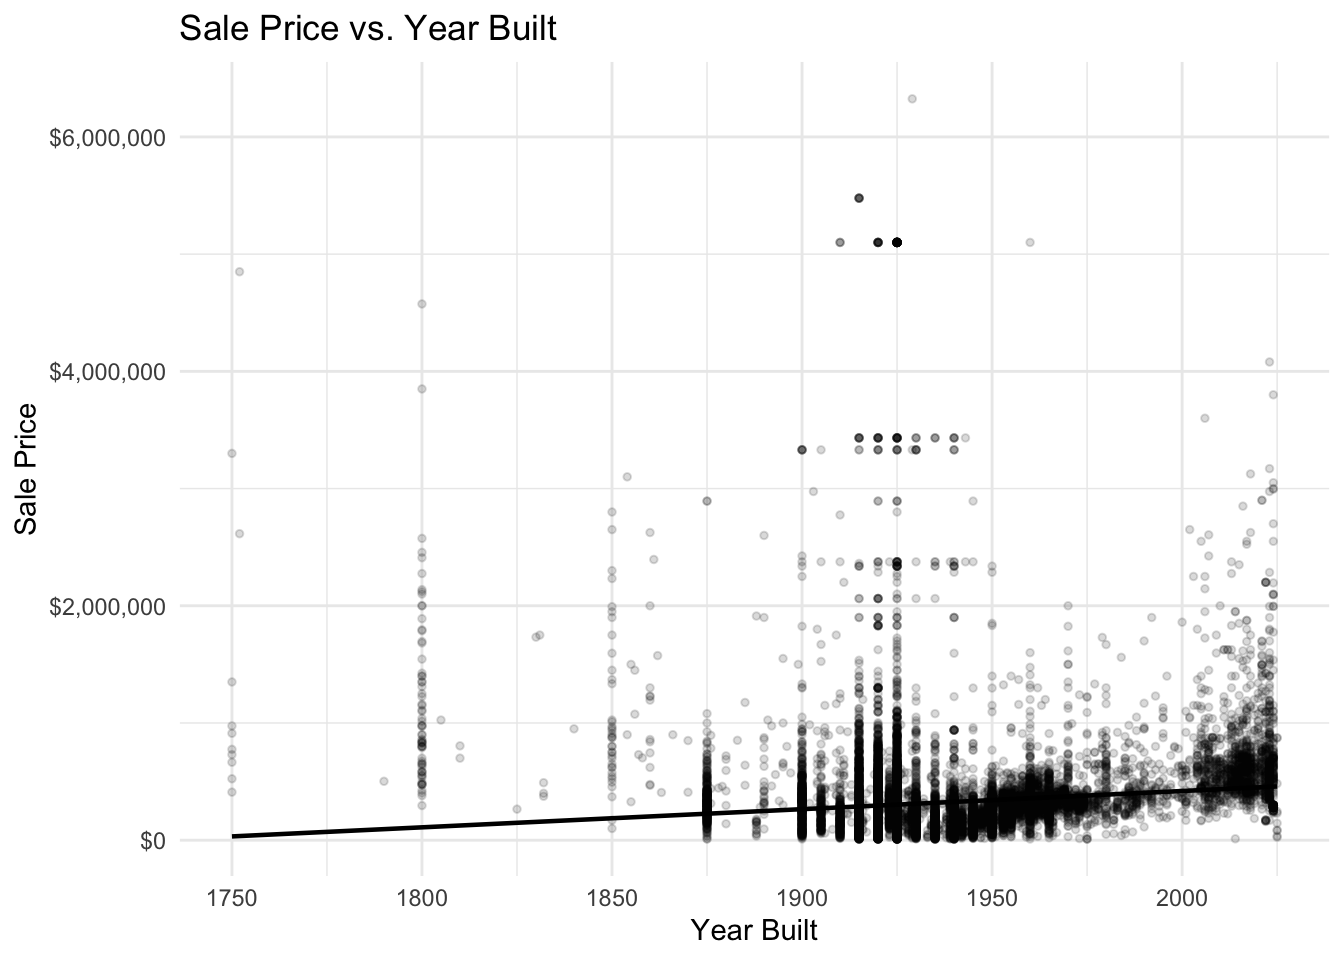 Sale Price vs. Year Built
$6,000,000
$4,000,000
Sale Price
$2,000,000
$0
1750 1800 1850 1900 1950 2000
Year Built